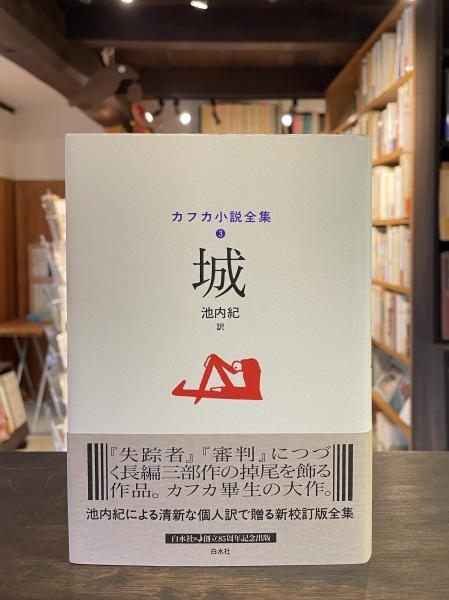 カフカ小説全集
3
城
池内紀
訳
『失踪者』『審判』につづ
く長編三部作の掉尾を飾る
作品。カフカ畢生の大作。
池内紀による清新な個人訳で贈る新校訂版全集
白水社創立85周年記念出版
白水社